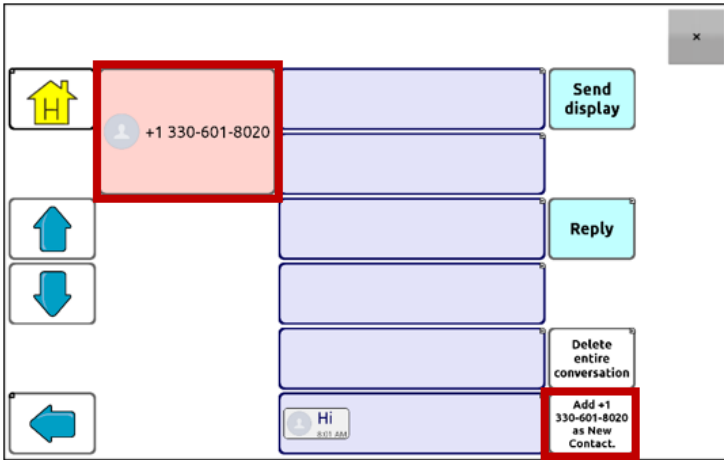 ×
H
+1 330-601-8020
Send
display
Reply
Delete
entire
conversation
Hi
8:01 AM
Add +1
330-601-8020
as New
Contact.